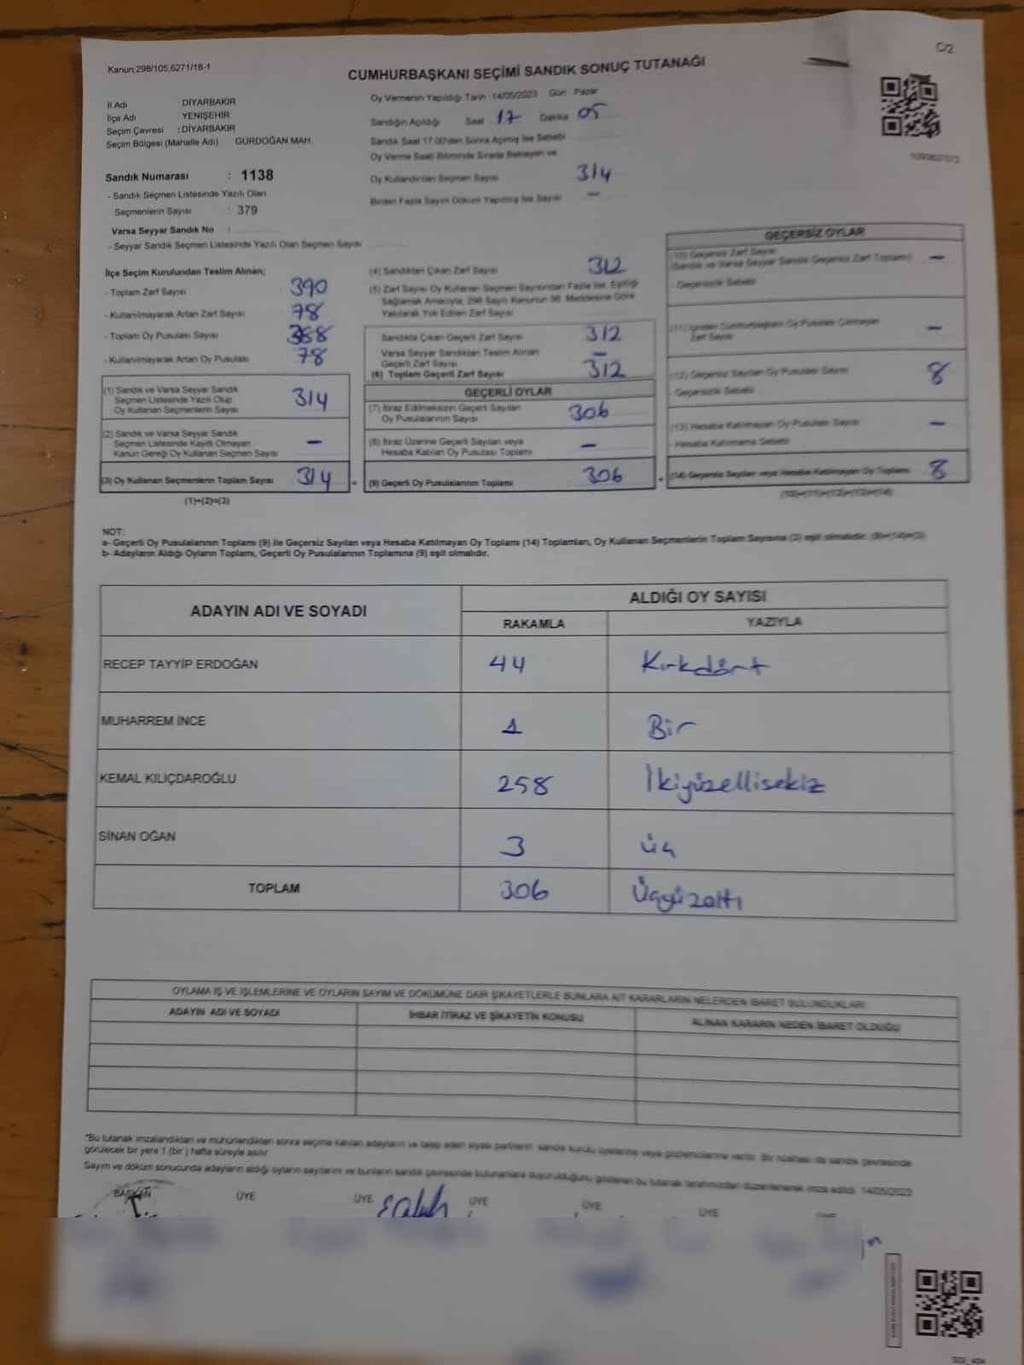 C/2
Kanun:298/105,6271/18-1
CUMHURBAŞKANI SEÇİMİ SANDIK SONUÇ TUTANAĞI
İl Adı DİYARBAKIR
İlçe Adı YENİŞEHİR
Seçim Çevresi : DİYARBAKIR
Seçim Bölgesi (Mahalle Adı) GÜRDOĞAN MAH.
Oy Vermenin Yapıldığı Tarih 14/05/2023 Gün Pazar
Sandığın Açıldığı Saat 17 Dakika 05
Sandık Saat 17.00'den Sonra Açılmış İse Sebebi
Oy Verme Saati Bitiminde Sırada Bekleyen ve
Oy Kullandırılan Seçmen Sayısı 314
Birden Fazla Sayım Döküm Yapılmış İse Sayısı -
Sandık Numarası : 1138
- Sandık Seçmen Listesinde Yazılı Olan
Seçmenlerin Sayısı : 379
Varsa Seyyar Sandık No :
- Seyyar Sandık Seçmen Listesinde Yazılı Olan Seçmen Sayısı
İlçe Seçim Kurulundan Teslim Alınan;
- Toplam Zarf Sayısı 390
- Kullanılmayarak Artan Zarf Sayısı 78
- Toplam Oy Pusulası Sayısı 388
- Kullanılmayarak Artan Oy Pusulası 78
(1) Sandık ve Varsa Seyyar Sandık
Seçmen Listesinde Yazılı Olup
Oy Kullanan Seçmenlerin Sayısı 314
(2) Sandık ve Varsa Seyyar Sandık
Seçmen Listesinde Kayıtlı Olmayan
Kanun Gereği Oy Kullanan Seçmen Sayısı -
(3) Oy Kullanan Seçmenlerin Toplam Sayısı 314
(1)+(2)=(3)
(4) Sandıktan Çıkan Zarf Sayısı 312
(5) Zarf Sayısı Oy Kullanan Seçmen Sayısından Fazla İse, Eşitliği
Sağlamak Amacıyla, 298 Sayılı Kanunun 98. Maddesine Göre
Yakılarak Yok Edilen Zarf Sayısı
Sandıkta Çıkan Geçerli Zarf Sayısı 312
Varsa Seyyar Sandıktan Teslim Alınan
Geçerli Zarf Sayısı -
(6) Toplam Geçerli Zarf Sayısı 312
GEÇERLİ OYLAR
(7) İtiraz Edilmeksizin Geçerli Sayılan
Oy Pusulalarının Sayısı 306
(8) İtiraz Üzerine Geçerli Sayılan veya
Hesaba Katılan Oy Pusulası Toplamı -
(9) Geçerli Oy Pusulalarının Toplamı 306
GEÇERSİZ OYLAR
(10) Geçersiz Zarf Sayısı
(Sandık ve Varsa Seyyar Sandık Geçersiz Zarf Toplamı) -
Geçersizlik Sebebi
Zarf Sayısı -
(12) Geçersiz Sayılan Oy Pusulası Sayısı 8
- Geçersizlik Sebebi
(13) Hesaba Katılmayan Oy Pusulası Sayısı -
- Hesaba Katılmama Sebebi
(14) Geçersiz Sayılan veya Hesaba Katılmayan Oy Toplamı 8
NOT:
a- Geçerli Oy Pusulaların Toplamı (9) ile Geçersiz Sayılan veya Hesaba Katılmayan Oy Toplamı (14) Toplamları, Oy Kullanan Seçmenlerin Toplam Sayısına (3) eşit olmalıdır. (9)+(14)=(3)
b- Adayların Aldığı Oyların Toplamı, Geçerli Oy Pusulalarının Toplamına (9) eşit olmalıdır.
ADAYIN ADI VE SOYADI ALDIĞI OY SAYISI
RAKAMLA YAZIYLA
RECEP TAYYİP ERDOĞAN 44 Kırkdört
MUHARREM İNCE 1 Bir
KEMAL KILIÇDAROĞLU 258 İkiyüzellisekiz
SİNAN OĞAN 3 üç
TOPLAM 306 Üçyüzaltı
OYLAMA İŞ VE İŞLEMLERİNE VE OYLARIN SAYIM VE DÖKÜMÜNE DAİR ŞİKAYETLERLE BUNLARA AİT KARARLARIN NELERDEN İBARET BULUNDUKLARI
ADAYIN ADI VE SOYADI İHBAR İTİRAZ VE ŞİKAYETİN KONUSU ALINAN KARARIN NEDEN İBARET OLDUĞU
*Bu tutanak imzalandıktan ve mühürlendikten sonra seçime katılan adayların ve talep eden siyasi partilerin sandık kurulu üyelerine veya gözlemcilerine verilir. Bir nüshası da sandık çevresinde
görülecek bir yere 1 (bir) hafta süreyle asılır.
Sayım ve döküm sonucunda adayların aldığı oyların sayılarını ve bunların sandık çevresinde bulunanlara duyurulduğunu gösteren bu tutanak tarafımızdan düzenlenerek imza edildi. 14/05/2023
BAŞKAN ÜYE ÜYE ÜYE ÜYE ÜYE